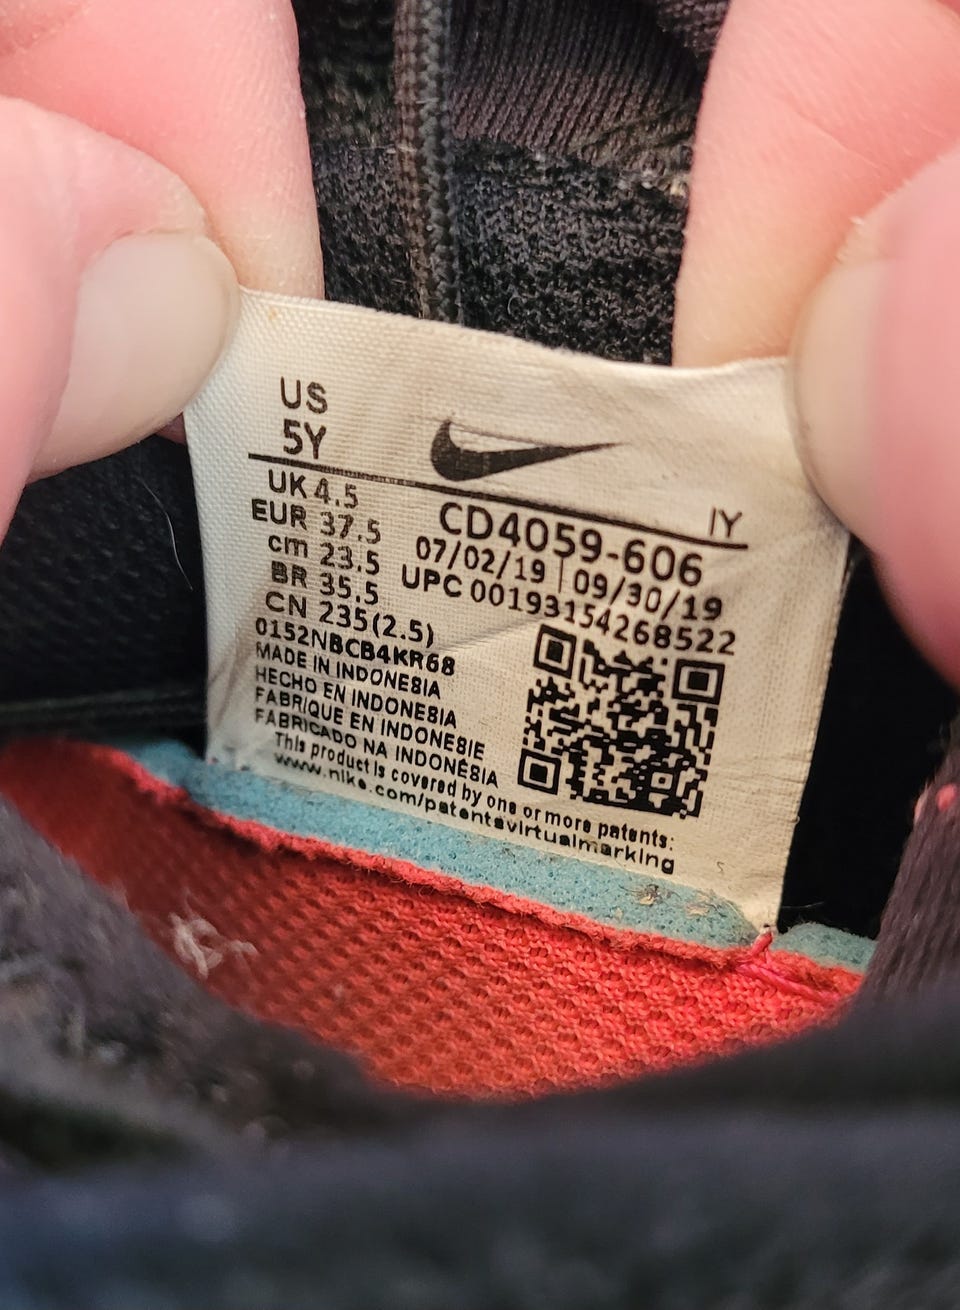 US
5Y
IY
UK 4.5
EUR 37.5
cm 23.5
BR 35.5
CN 235(2.5)
CD4059-606
07/02/19 | 09/30/19
UPC 00193154268522
0152NBCB4KR68
MADE IN INDONESIA
HECHO EN INDONESIA
FABRIQUE EN INDONESIE
FABRICADO NA INDONÉSIA
This product is covered by one or more patents:
www.nike.com/patentsvirtualmarking